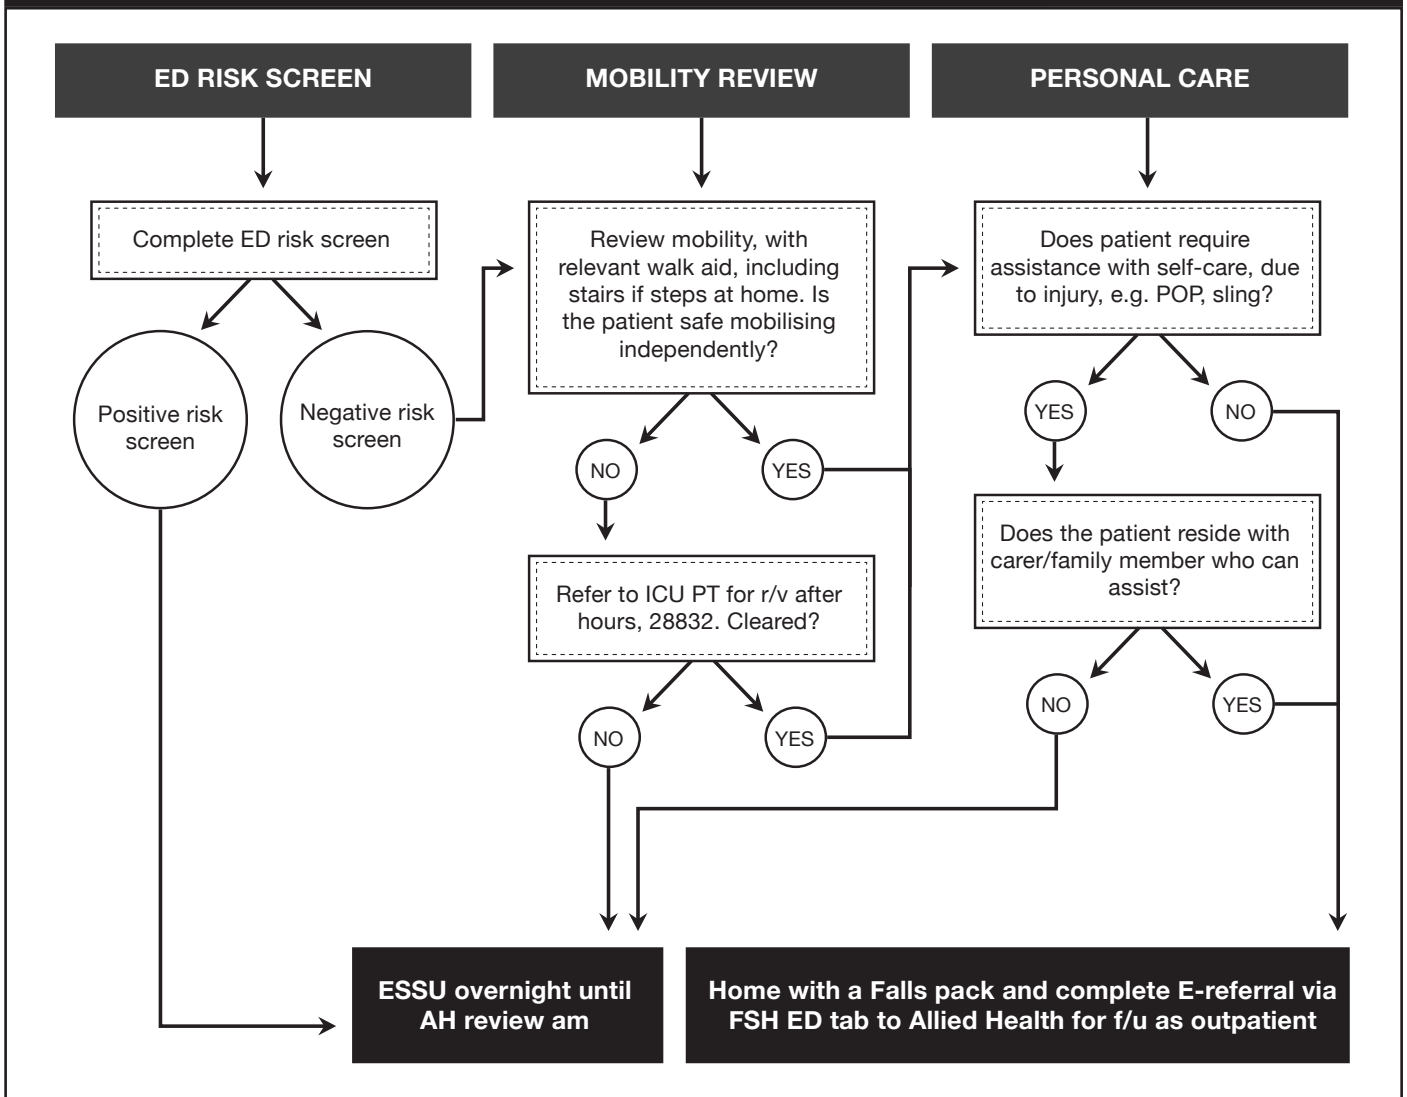 ED RISK SCREEN
MOBILITY REVIEW
PERSONAL CARE
Complete ED risk screen
Positive risk
screen
Negative risk
screen
Review mobility, with
relevant walk aid, including
stairs if steps at home. Is
the patient safe mobilising
independently?
NO
YES
Refer to ICU PT for r/v after
hours, 28832. Cleared?
NO
YES
Does patient require
assistance with self-care, due
to injury, e.g. POP, sling?
YES
NO
Does the patient reside with
carer/family member who can
assist?
NO
YES
ESSU overnight until
AH review am
Home with a Falls pack and complete E-referral via
FSH ED tab to Allied Health for f/u as outpatient